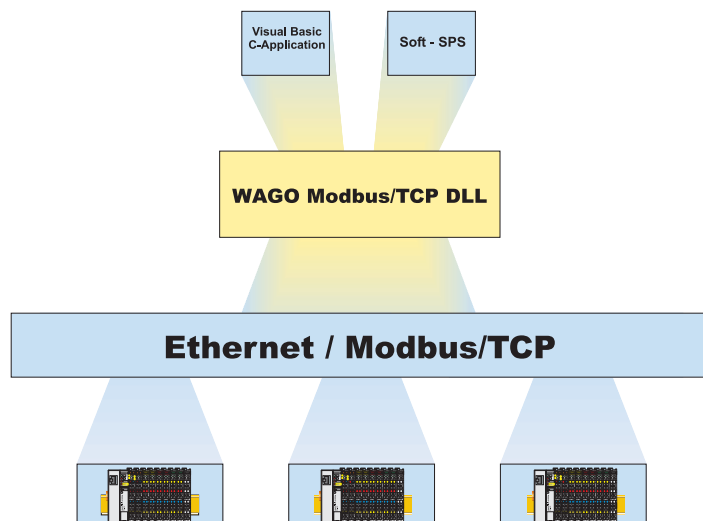 Visual Basic
C-Application
Soft - SPS
WAGO Modbus/TCP DLL
Ethernet / Modbus/TCP